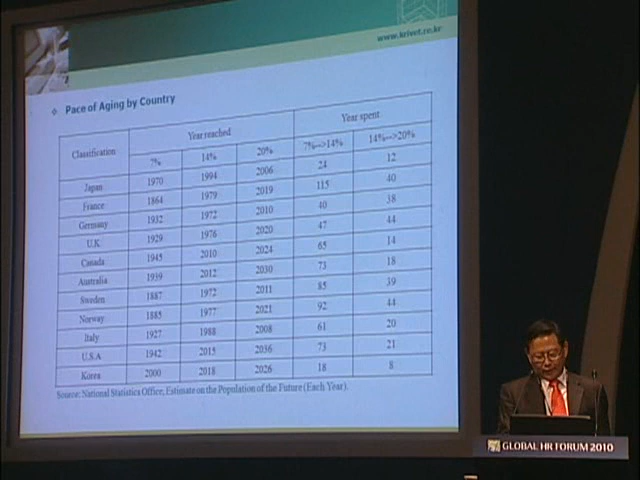 www.krivet.re.kr
❖ Pace of Aging by Country
Classification Year reached Year spent
7% 14% 20% 7%-->14% 14%-->20%
Japan 1970 1994 2006 24 12
France 1864 1979 2019 115 40
Germany 1932 1972 2010 40 38
U.K 1929 1976 2020 47 44
Canada 1945 2010 2024 65 14
Australia 1939 2012 2030 73 18
Sweden 1887 1972 2011 85 39
Norway 1885 1977 2021 92 44
Italy 1927 1988 2008 61 20
U.S.A 1942 2015 2036 73 21
Korea 2000 2018 2026 18 8
Source: National Statistics Office, Estimate on the Population of the Future (Each Year).
GLOBAL HR FORUM 2010